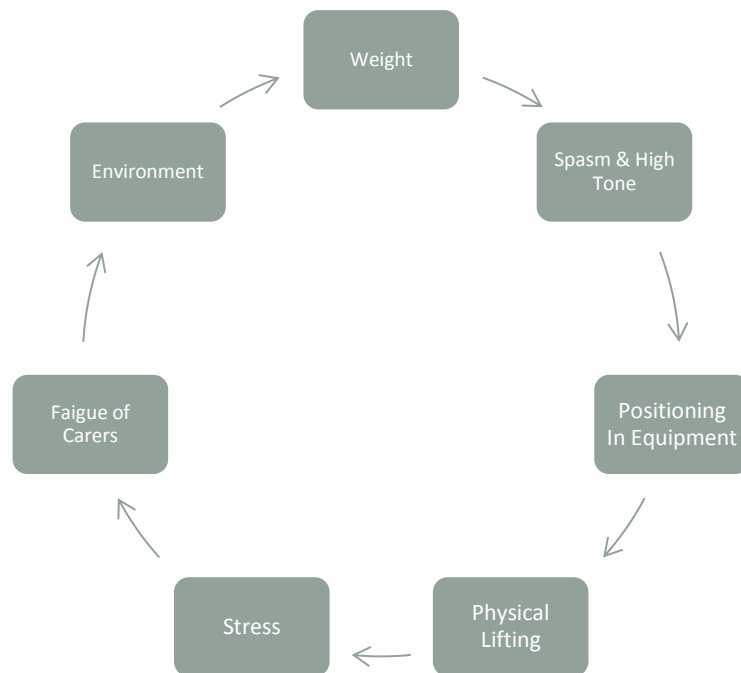 Weight
Spasm & High
Tone
Positioning
In Equipment
Physical
Lifting
Stress
Faigue of
Carers
Environment